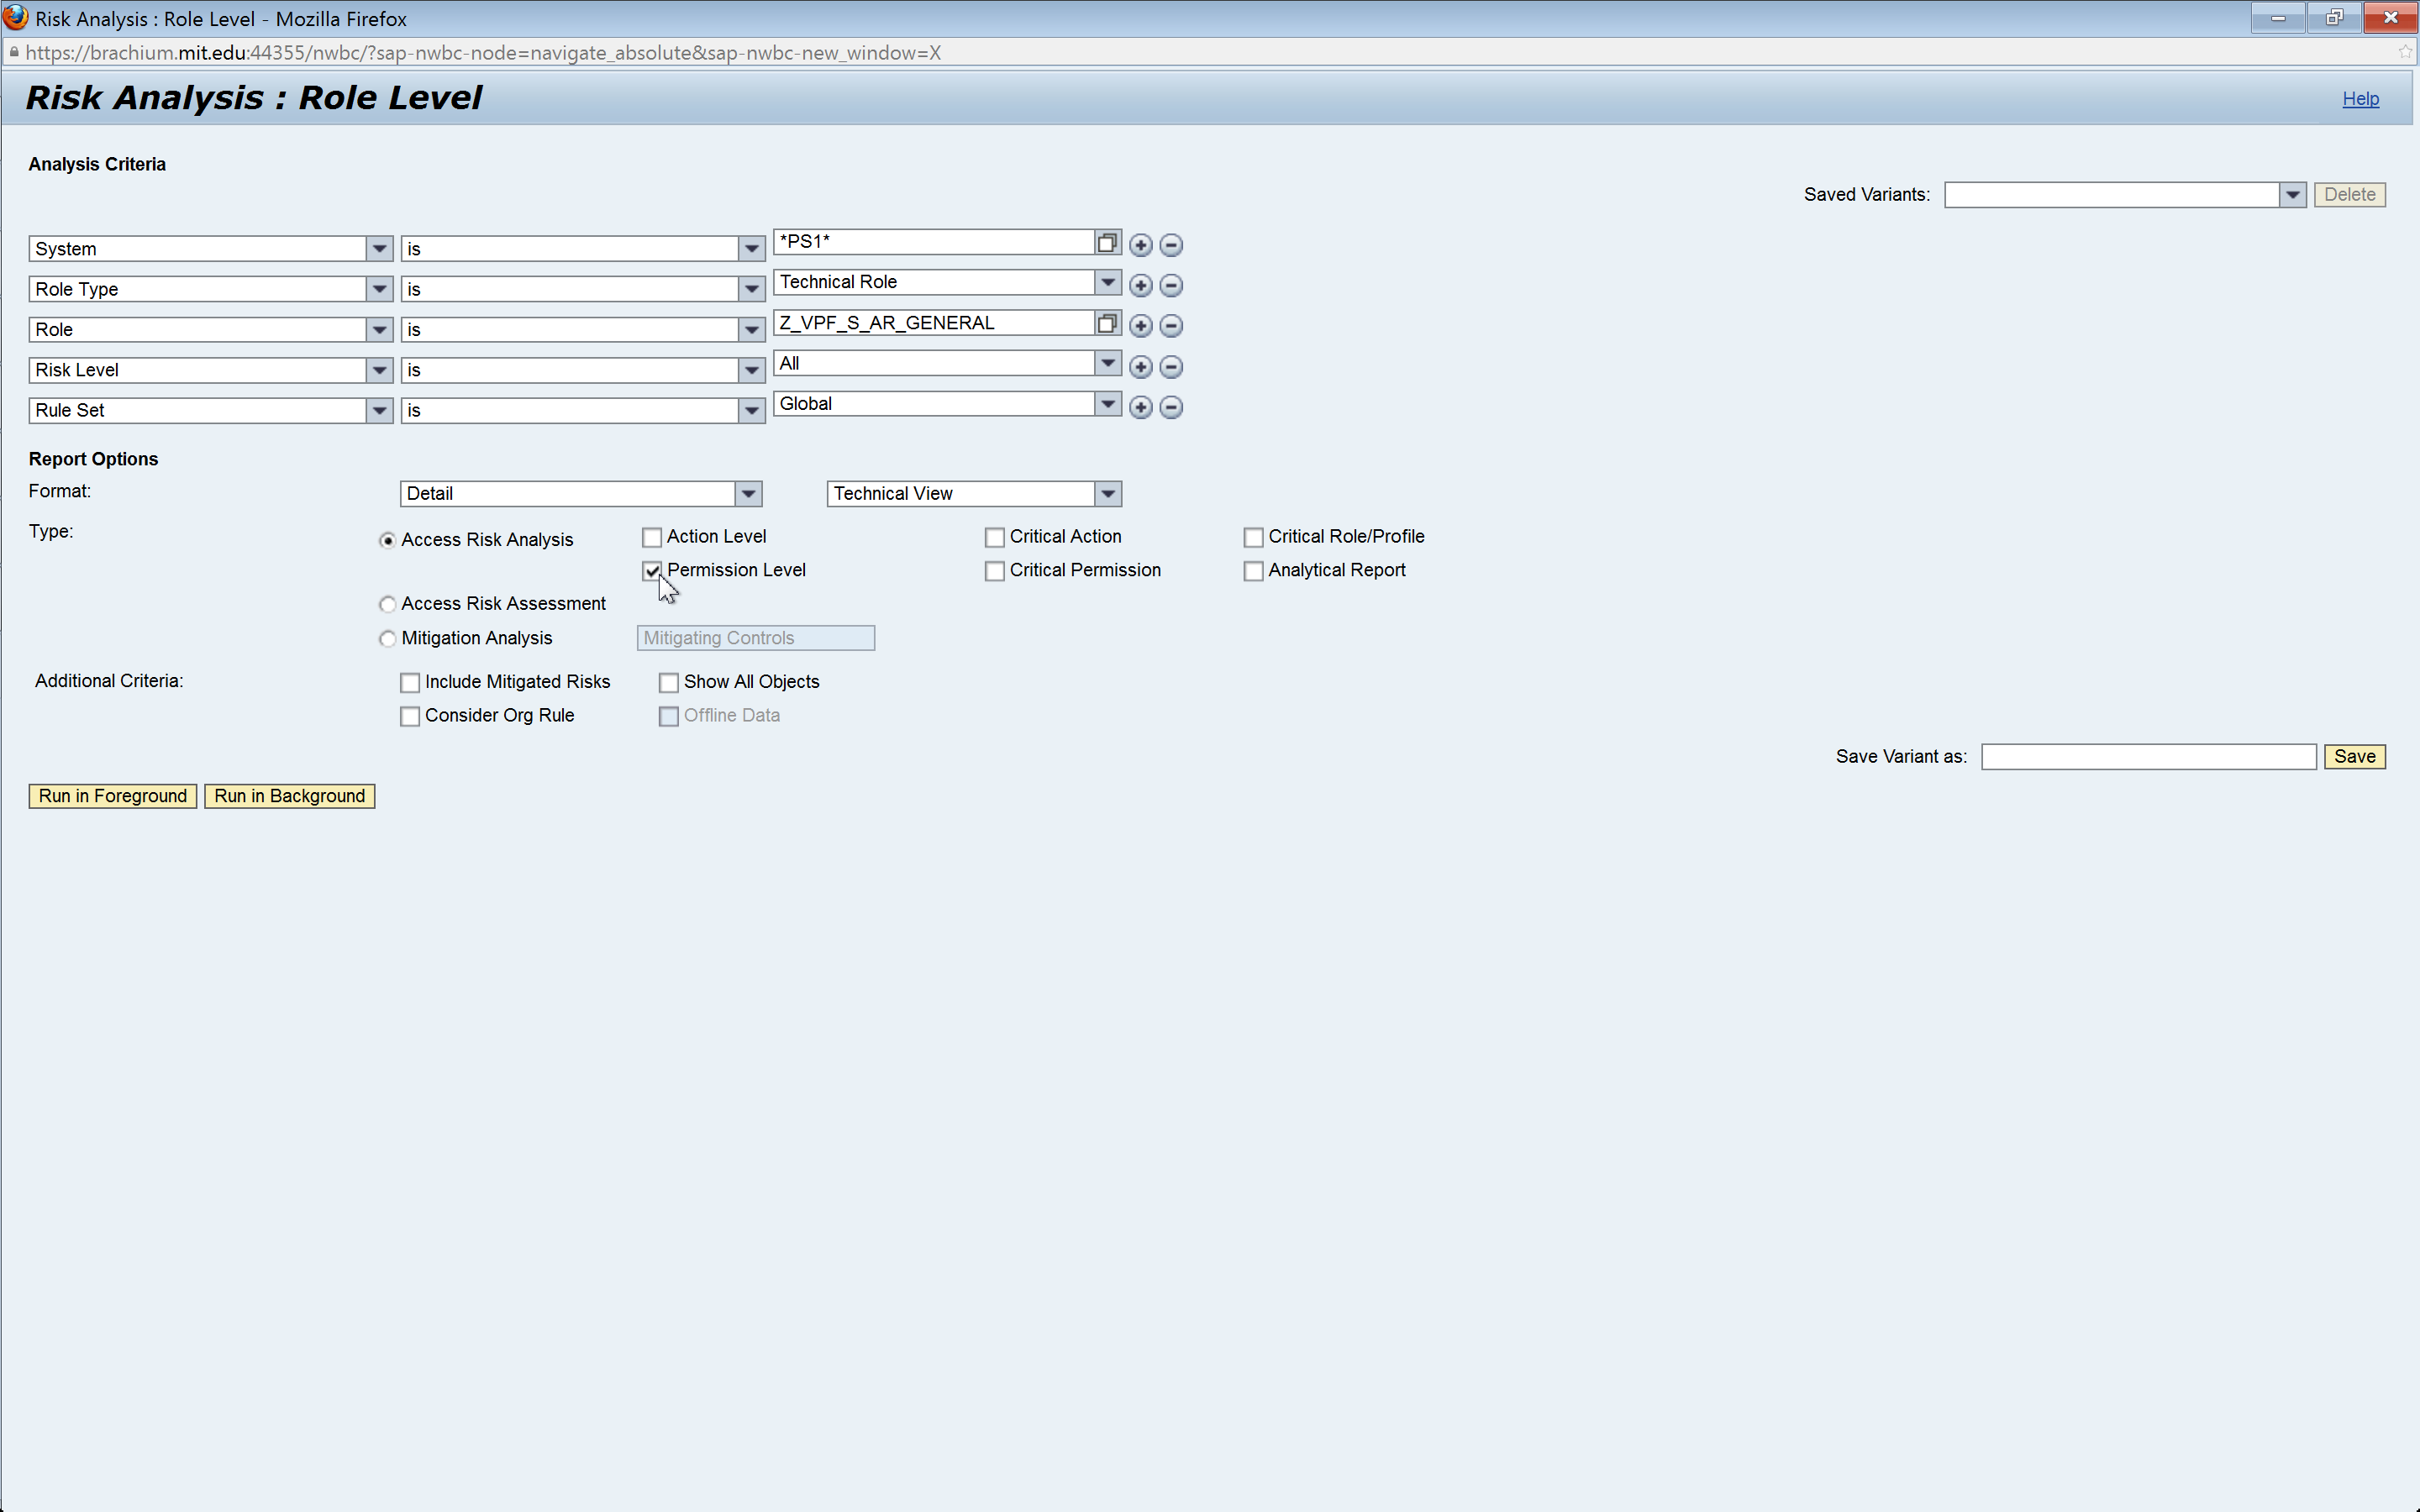 Risk Analysis : Role Level - Mozilla Firefox
https://brachium.mit.edu:44355/nwbc/?sap-nwbc-node=navigate_absolute&sap-nwbc-new_window=X
Risk Analysis : Role Level
Help
Analysis Criteria
Saved Variants:
Delete
System is *PS1*
Role Type is Technical Role
Role is Z_VPF_S_AR_GENERAL
Risk Level is All
Rule Set is Global
Report Options
Format: Detail Technical View
Type: Access Risk Analysis Action Level Critical Action Critical Role/Profile
Permission Level Critical Permission Analytical Report
Access Risk Assessment
Mitigation Analysis Mitigating Controls
Additional Criteria: Include Mitigated Risks Show All Objects
Consider Org Rule Offline Data
Save Variant as: Save
Run in Foreground Run in Background